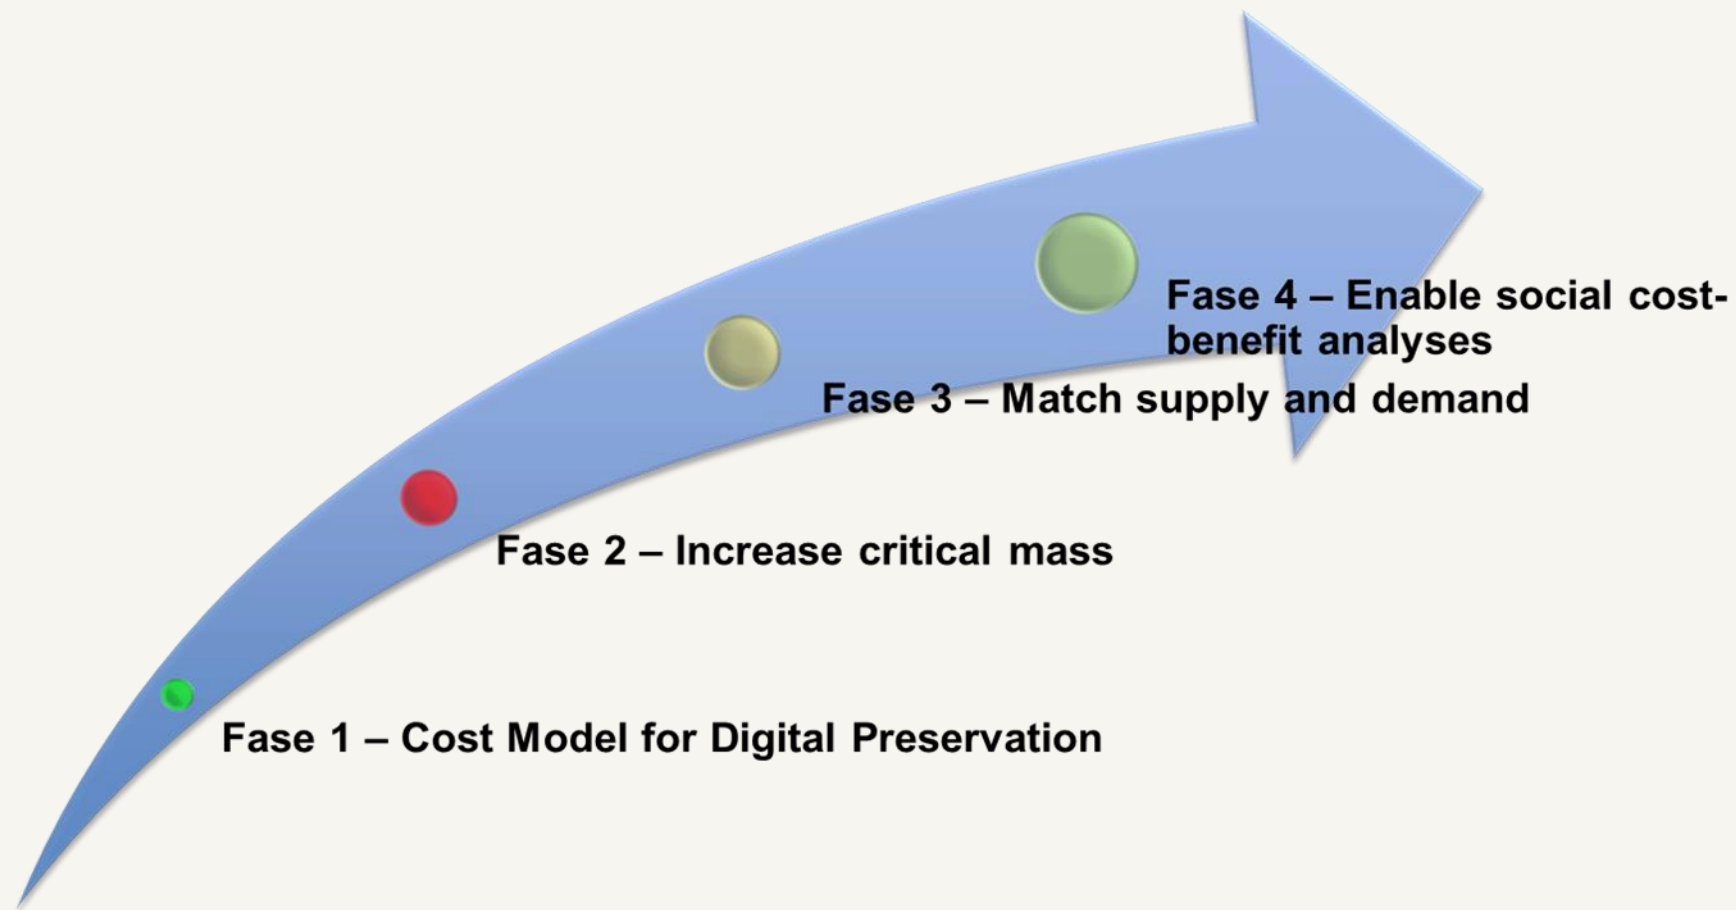 Fase 4 – Enable social cost-
benefit analyses
Fase 3 – Match supply and demand
Fase 2 – Increase critical mass
Fase 1 – Cost Model for Digital Preservation